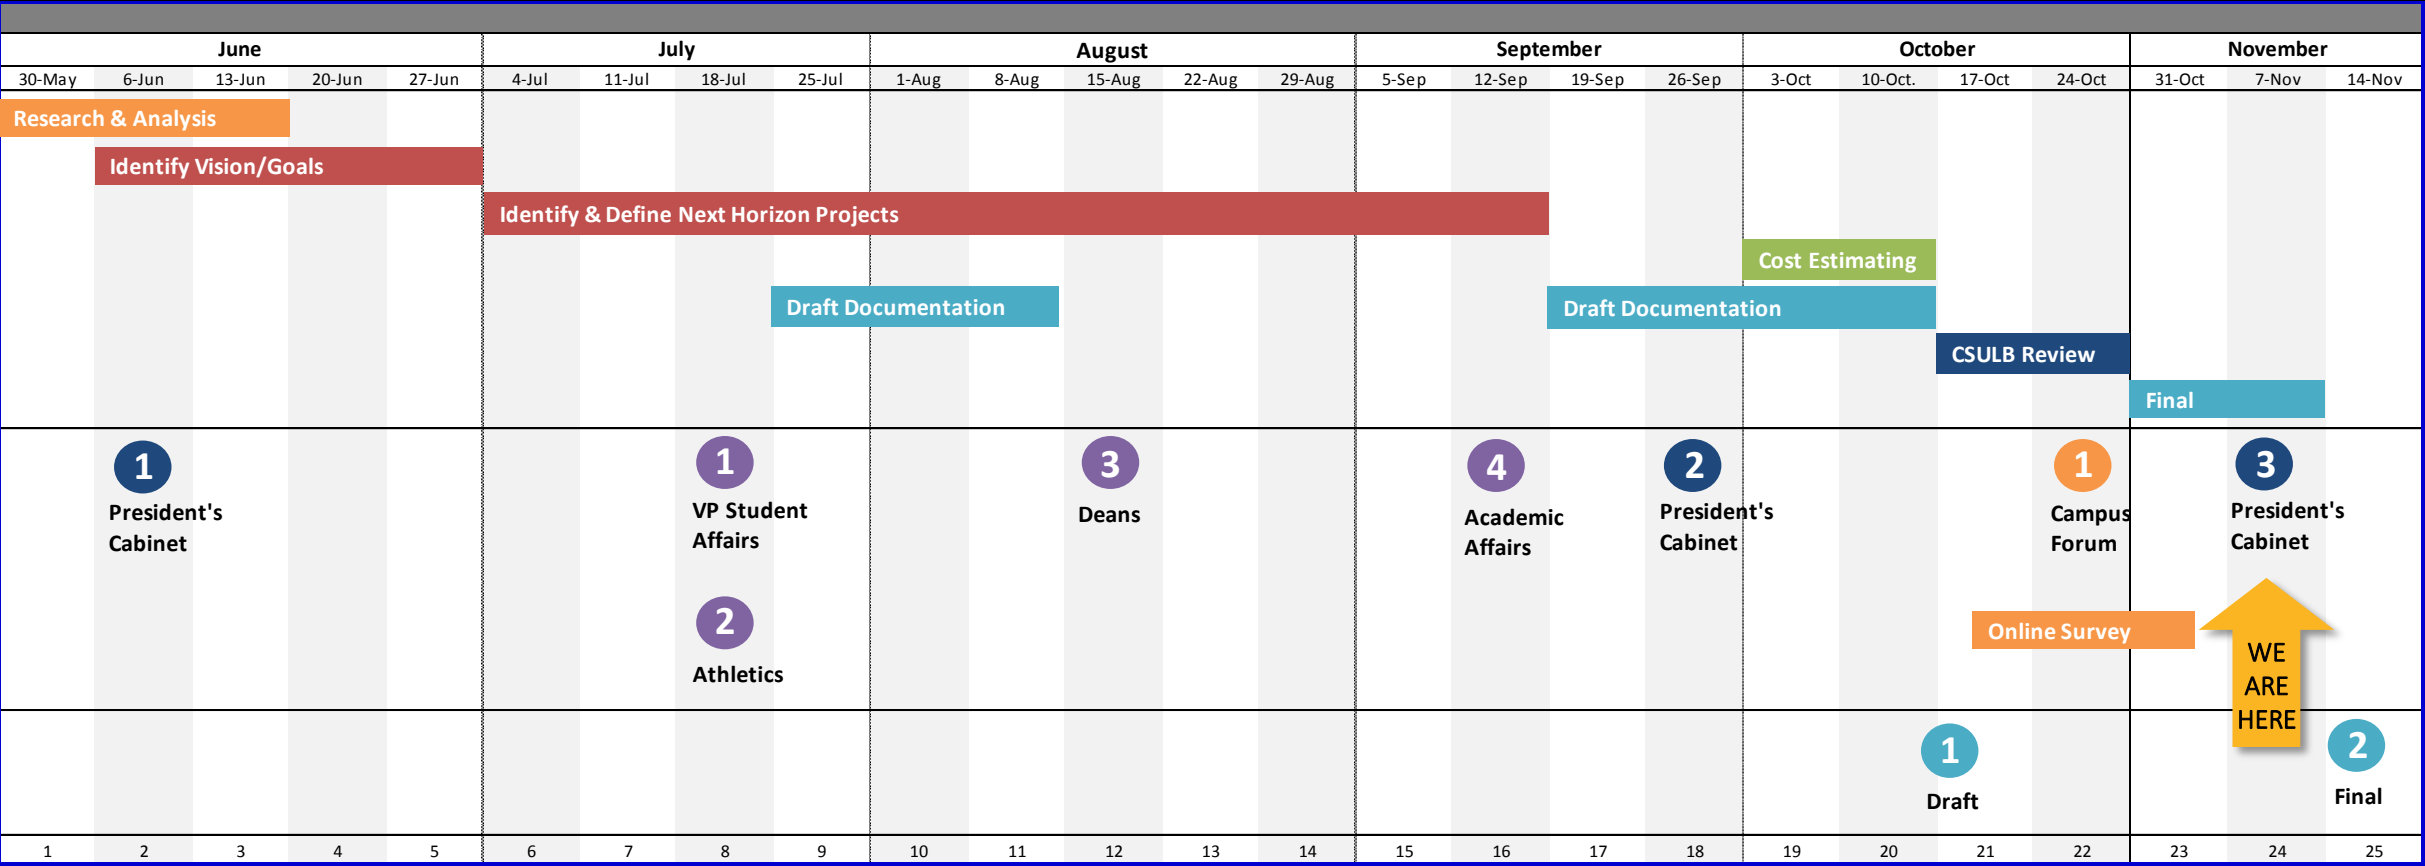 June July August September October November
30-May 6-Jun 13-Jun 20-Jun 27-Jun 4-Jul 11-Jul 18-Jul 25-Jul 1-Aug 8-Aug 15-Aug 22-Aug 29-Aug 5-Sep 12-Sep 19-Sep 26-Sep 3-Oct 10-Oct. 17-Oct 24-Oct 31-Oct 7-Nov 14-Nov
Research & Analysis
Identify Vision/Goals
Identify & Define Next Horizon Projects
Cost Estimating
Draft Documentation Draft Documentation
CSULB Review
Final
1
President's
Cabinet
1
VP Student
Affairs
3
Deans
4
Academic
Affairs
2
President's
Cabinet
1
Campus
Forum
3
President's
Cabinet
2
Athletics
Online Survey
WE
ARE
HERE
1
Draft
2
Final
1 2 3 4 5 6 7 8 9 10 11 12 13 14 15 16 17 18 19 20 21 22 23 24 25